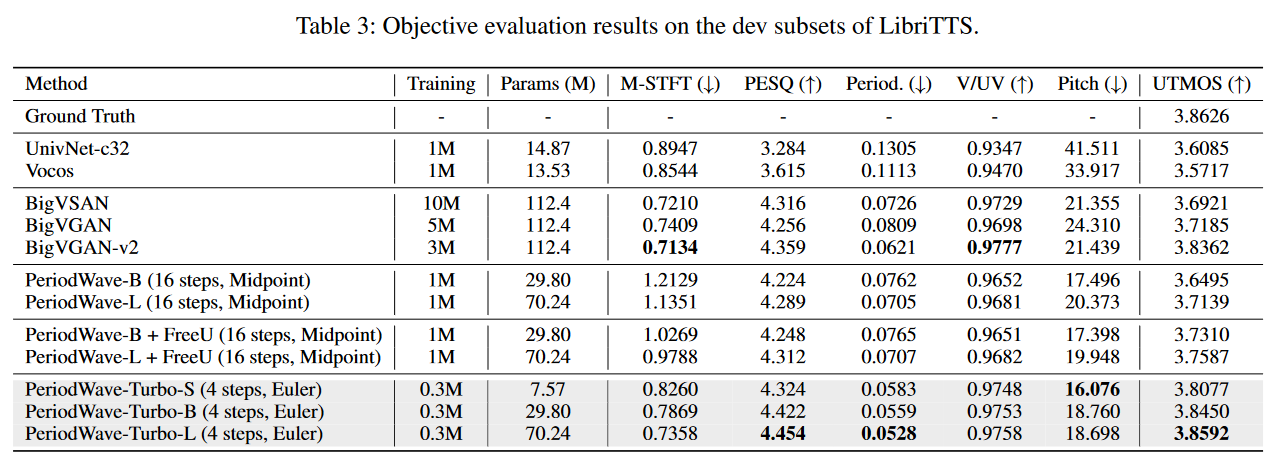 Table 3: Objective evaluation results on the dev subsets of LibriTTS.
Method Training Params (M) M-STFT (↓) PESQ (↑) Period. (↓) V/UV (↑) Pitch (↓) UTMOS (↑)
Ground Truth - - - - - - - 3.8626
UnivNet-c32 1M 14.87 0.8947 3.284 0.1305 0.9347 41.511 3.6085
Vocos 1M 13.53 0.8544 3.615 0.1113 0.9470 33.917 3.5717
BigVSAN 10M 112.4 0.7210 4.316 0.0726 0.9729 21.355 3.6921
BigVGAN 5M 112.4 0.7409 4.256 0.0809 0.9698 24.310 3.7185
BigVGAN-v2 3M 112.4 0.7134 4.359 0.0621 0.9777 21.439 3.8362
PeriodWave-B (16 steps, Midpoint) 1M 29.80 1.2129 4.224 0.0762 0.9652 17.496 3.6495
PeriodWave-L (16 steps, Midpoint) 1M 70.24 1.1351 4.289 0.0705 0.9681 20.373 3.7139
PeriodWave-B + FreeU (16 steps, Midpoint) 1M 29.80 1.0269 4.248 0.0765 0.9651 17.398 3.7310
PeriodWave-L + FreeU (16 steps, Midpoint) 1M 70.24 0.9788 4.312 0.0707 0.9682 19.948 3.7587
PeriodWave-Turbo-S (4 steps, Euler) 0.3M 7.57 0.8260 4.324 0.0583 0.9748 16.076 3.8077
PeriodWave-Turbo-B (4 steps, Euler) 0.3M 29.80 0.7869 4.422 0.0559 0.9753 18.760 3.8450
PeriodWave-Turbo-L (4 steps, Euler) 0.3M 70.24 0.7358 4.454 0.0528 0.9758 18.698 3.8592